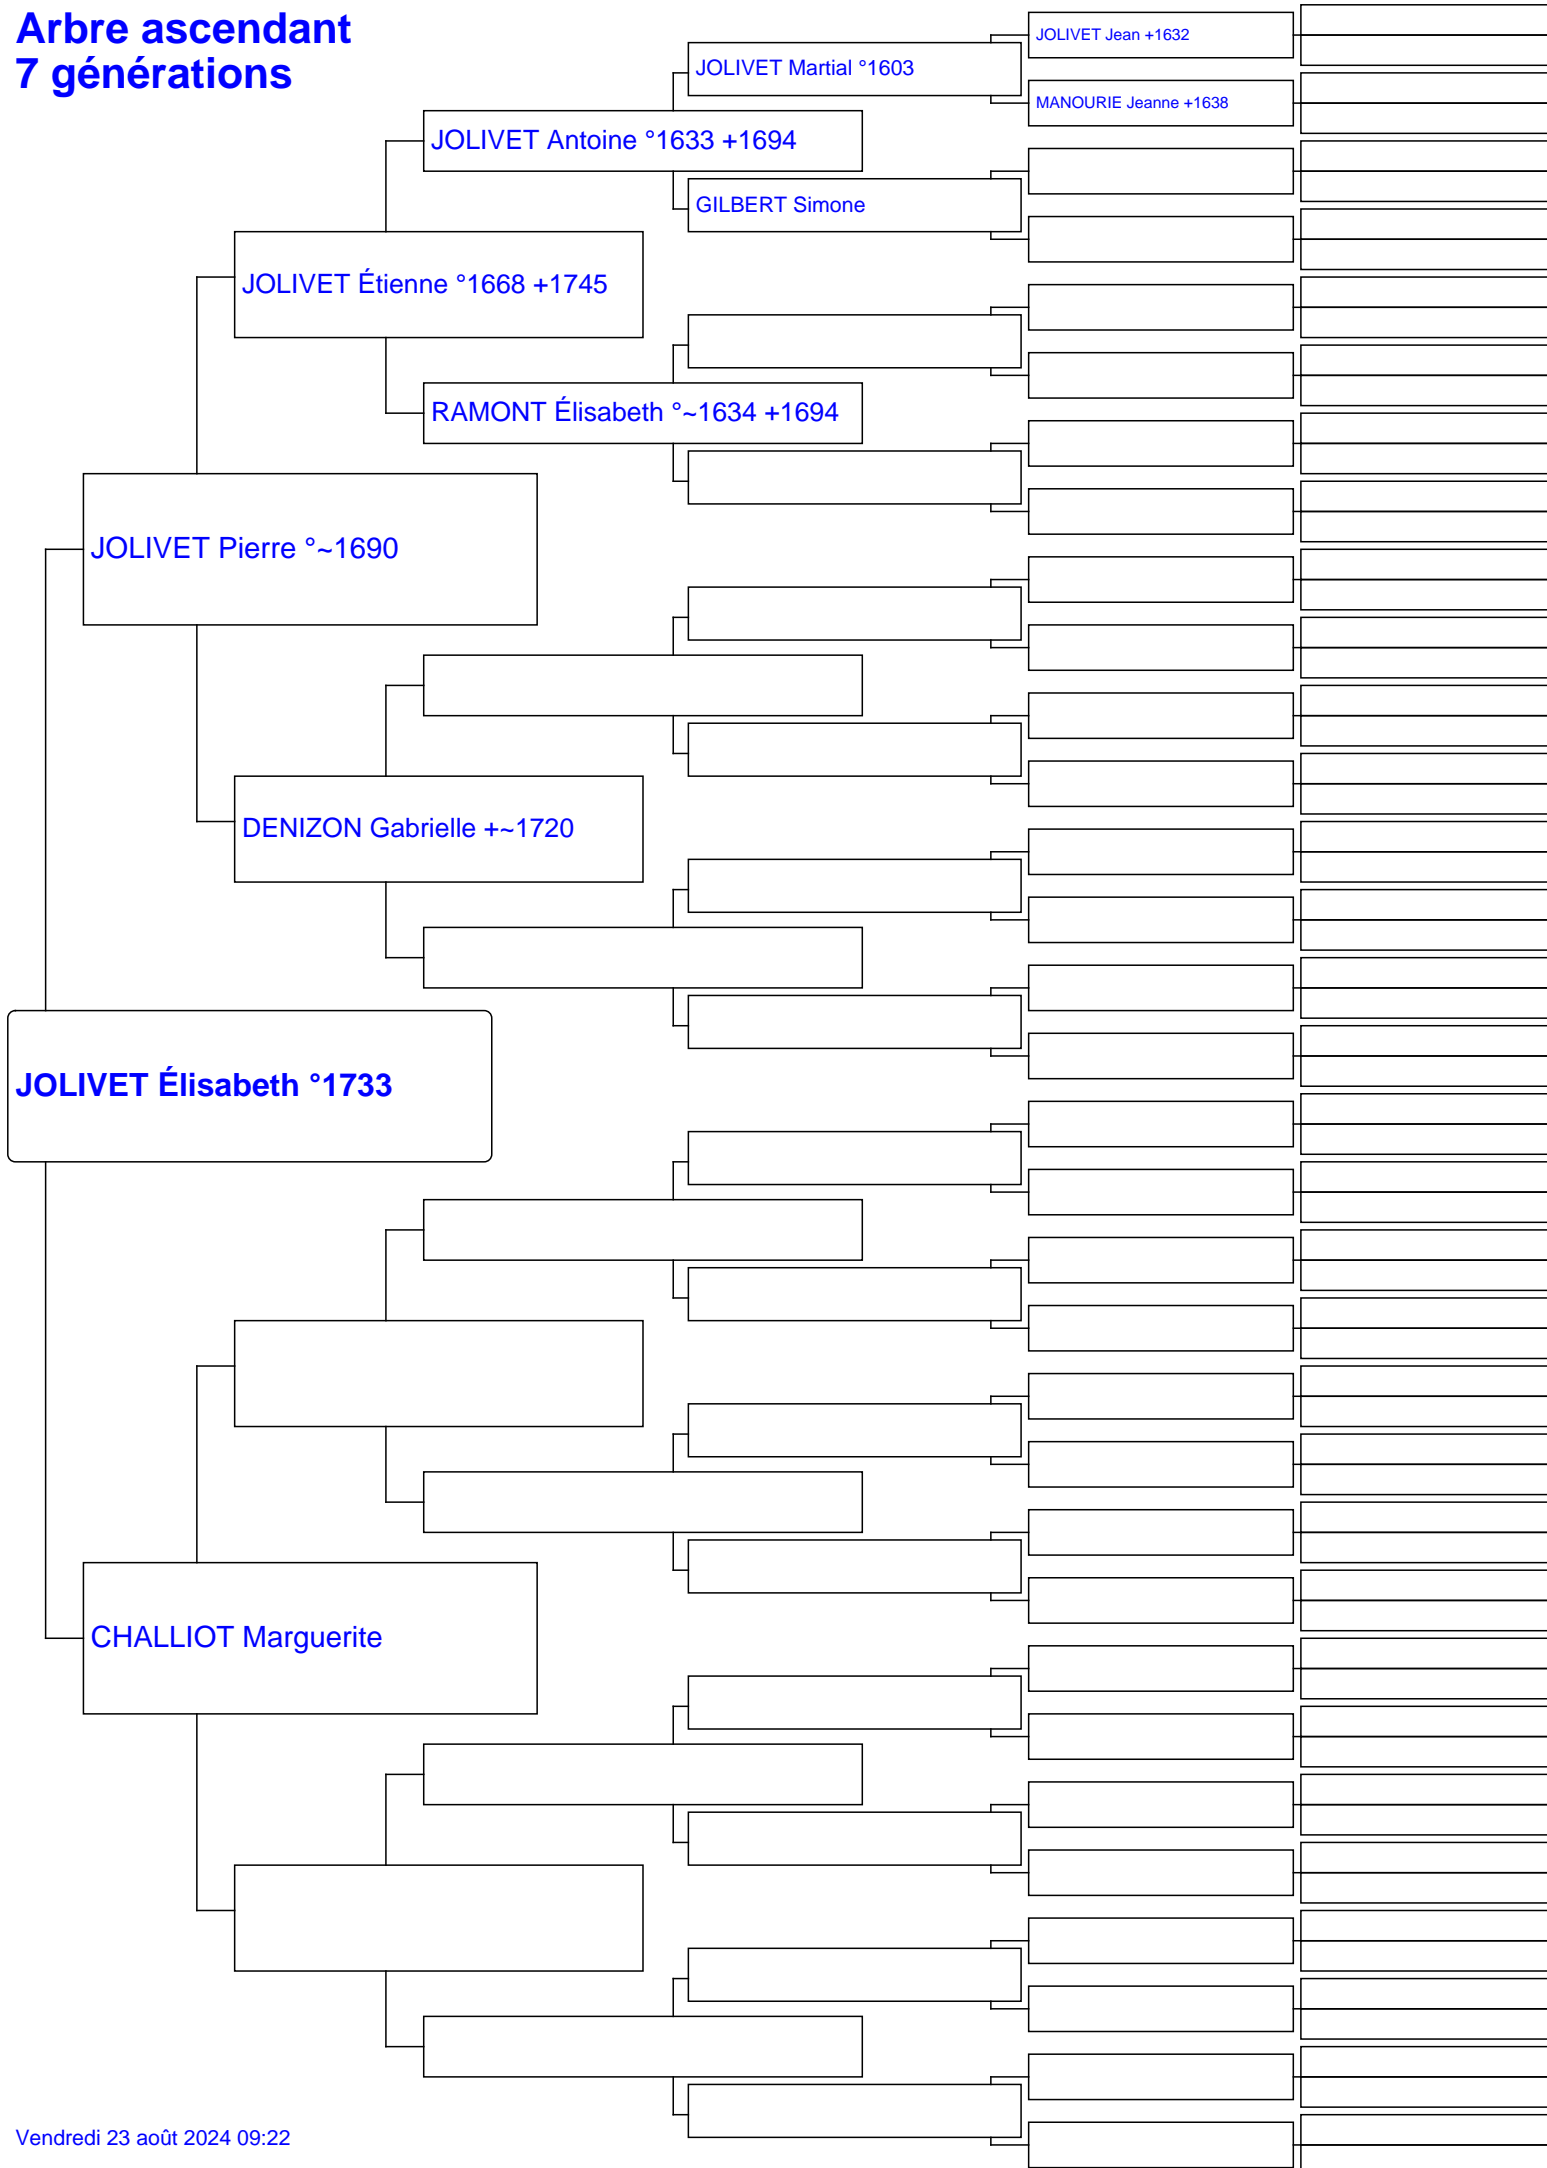 Arbre ascendant
7 générations
JOLIVET Jean +1632
JOLIVET Martial °1603
MANOURIE Jeanne +1638
JOLIVET Antoine °1633 +1694
GILBERT Simone
JOLIVET Étienne °1668 +1745
RAMONT Élisabeth °~1634 +1694
JOLIVET Pierre °~1690
DENIZON Gabrielle +~1720
JOLIVET Élisabeth °1733
CHALLIOT Marguerite
Vendredi 23 août 2024 09:22